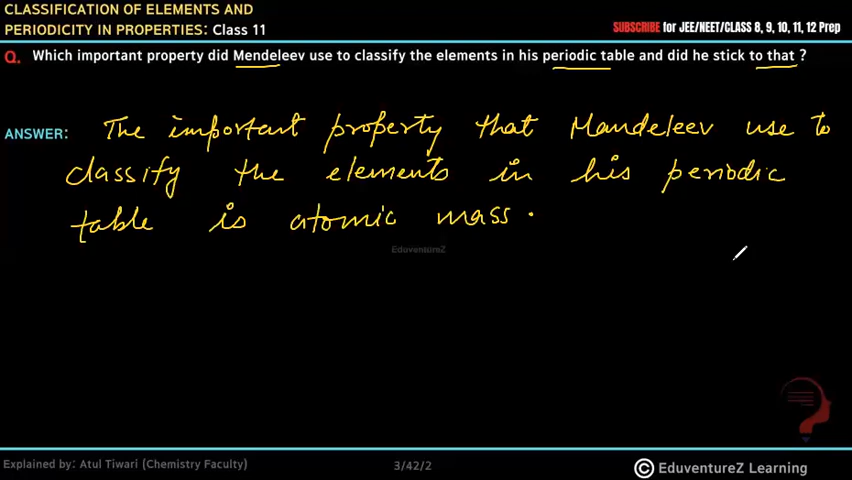 CLASSIFICATION OF ELEMENTS AND
PERIODICITY IN PROPERTIES: Class 11
SUBSCRIBE for JEE/NEET/CLASS 8, 9, 10, 11, 12 Prep
Q. Which important property did Mendeleev use to classify the elements in his periodic table and did he stick to that ?
ANSWER: The important property that Mandeleev use to
classify the elements in his periodic
table is atomic mass.
EduventureZ
Explained by: Atul Tiwari (Chemistry Faculty)
3/42/2
© EduventureZ Learning